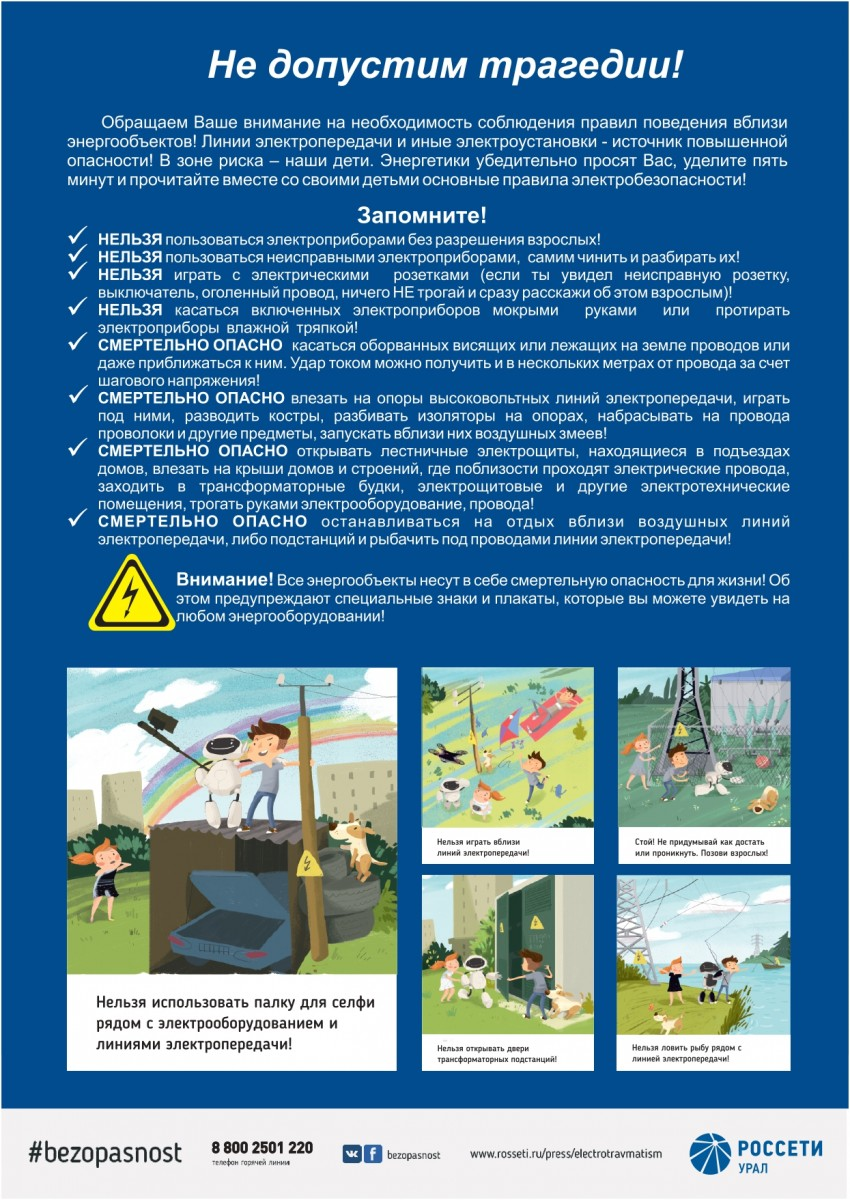 Не допустим трагедии!
Обращаем Ваше внимание на необходимость соблюдения правил поведения вблизи
энергообъектов! Линии электропередачи и иные электроустановки - источник повышенной
опасности! В зоне риска – наши дети. Энергетики убедительно просят Вас, уделите пять
минут и прочитайте вместе со своими детьми основные правила электробезопасности!
Запомните!
НЕЛЬЗЯ пользоваться электроприборами без разрешения взрослых!
НЕЛЬЗЯ пользоваться неисправными электроприборами, самим чинить и разбирать их!
НЕЛЬЗЯ играть с электрическими розетками (если ты увидел неисправную розетку,
выключатель, оголенный провод, ничего НЕ трогай и сразу расскажи об этом взрослым)!
НЕЛЬЗЯ касаться включенных электроприборов мокрыми руками или протирать
электроприборы влажной тряпкой!
СМЕРТЕЛЬНО ОПАСНО касаться оборванных висящих или лежащих на земле проводов или
даже приближаться к ним. Удар током можно получить и в нескольких метрах от провода за счет
шагового напряжения!
СМЕРТЕЛЬНО ОПАСНО влезать на опоры высоковольтных линий электропередачи, играть
под ними, разводить костры, разбивать изоляторы на опорах, набрасывать на провода
проволоки и другие предметы, запускать вблизи них воздушных змеев!
СМЕРТЕЛЬНО ОПАСНО открывать лестничные электрощиты, находящиеся в подъездах
домов, влезать на крыши домов и строений, где поблизости проходят электрические провода,
заходить в трансформаторные будки, электрощитовые и другие электротехнические
помещения, трогать руками электрооборудование, провода!
СМЕРТЕЛЬНО ОПАСНО останавливаться на отдых вблизи воздушных линий
электропередачи, либо подстанций и рыбачить под проводами линии электропередачи!
Внимание! Все энергообъекты несут в себе смертельную опасность для жизни! Об
этом предупреждают специальные знаки и плакаты, которые вы можете увидеть на
любом энергооборудовании!
Нельзя использовать палку для селфи
рядом с электрооборудованием и
линиями электропередачи!
Нельзя играть вблизи
линий электропередачи!
Стой! Не придумывай как достать
или проникнуть. Позови взрослых!
Нельзя открывать двери
трансформаторных подстанций!
Нельзя ловить рыбу рядом с
линией электропередачи!
#bezopasnost
8 800 2501 220
телефон горячей линии
bezopasnost
www.rosseti.ru/press/electrotravmatism
РОССЕТИ
УРАЛ